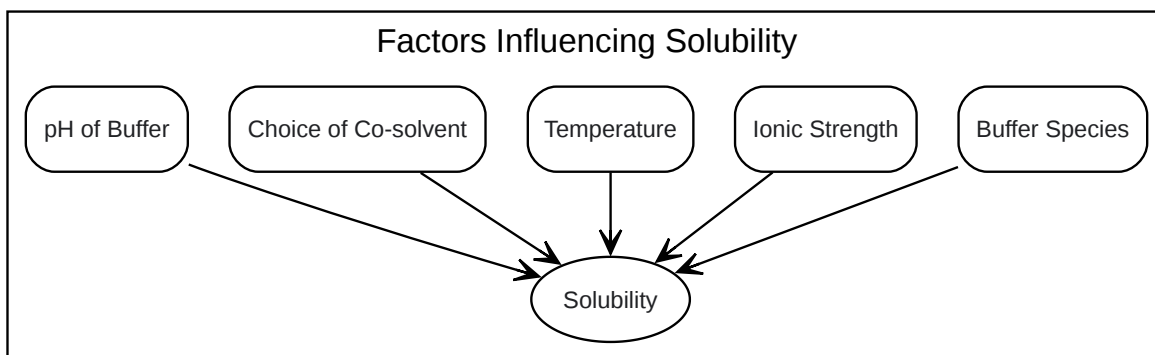 Factors Influencing Solubility
pH of Buffer
Choice of Co-solvent
Temperature
Ionic Strength
Buffer Species
Solubility